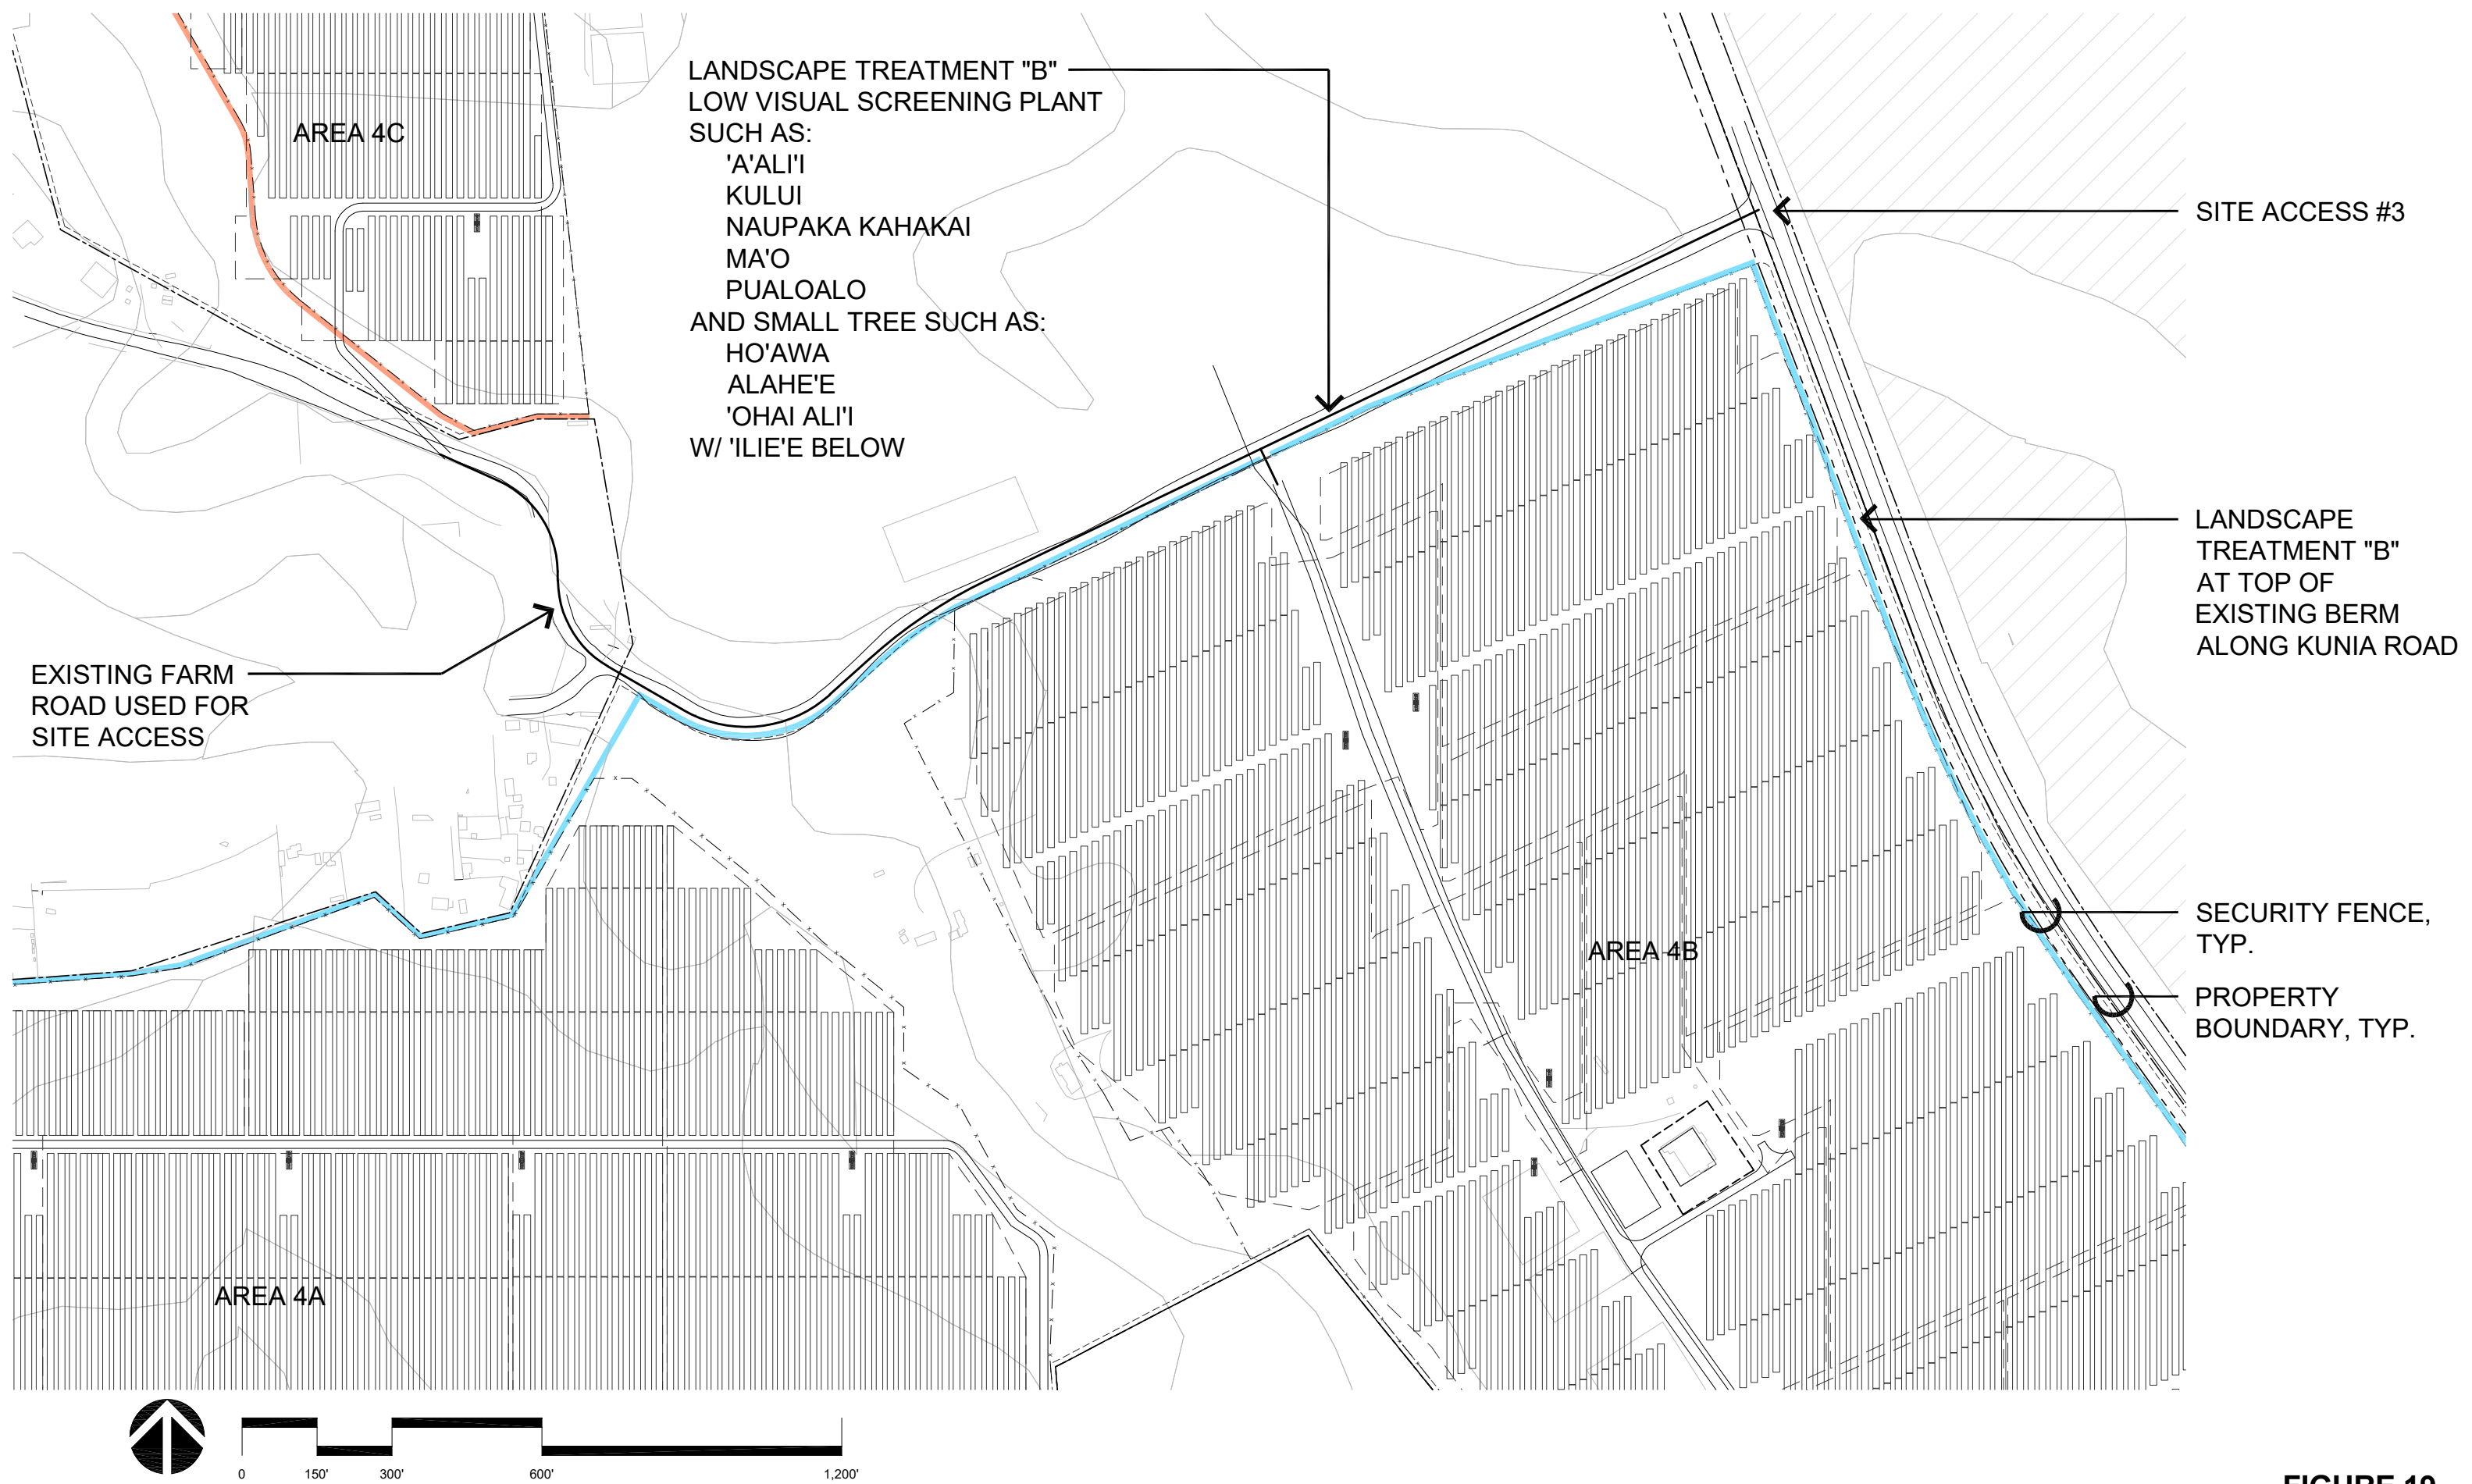 AREA 4C
LANDSCAPE TREATMENT "B"
LOW VISUAL SCREENING PLANT
SUCH AS:
'A'ALI'I
KULUI
NAUPAKA KAHAKAI
MA'O
PUALOALO
AND SMALL TREE SUCH AS:
HO'AWA
ALAHE'E
'OHAI ALI'I
W/ 'ILIE'E BELOW
SITE ACCESS #3
LANDSCAPE
TREATMENT "B"
AT TOP OF
EXISTING BERM
ALONG KUNIA ROAD
EXISTING FARM
ROAD USED FOR
SITE ACCESS
SECURITY FENCE,
TYP.
AREA 4B
PROPERTY
BOUNDARY, TYP.
AREA 4A
0 150' 300' 600' 1,200'
FIGURE 19